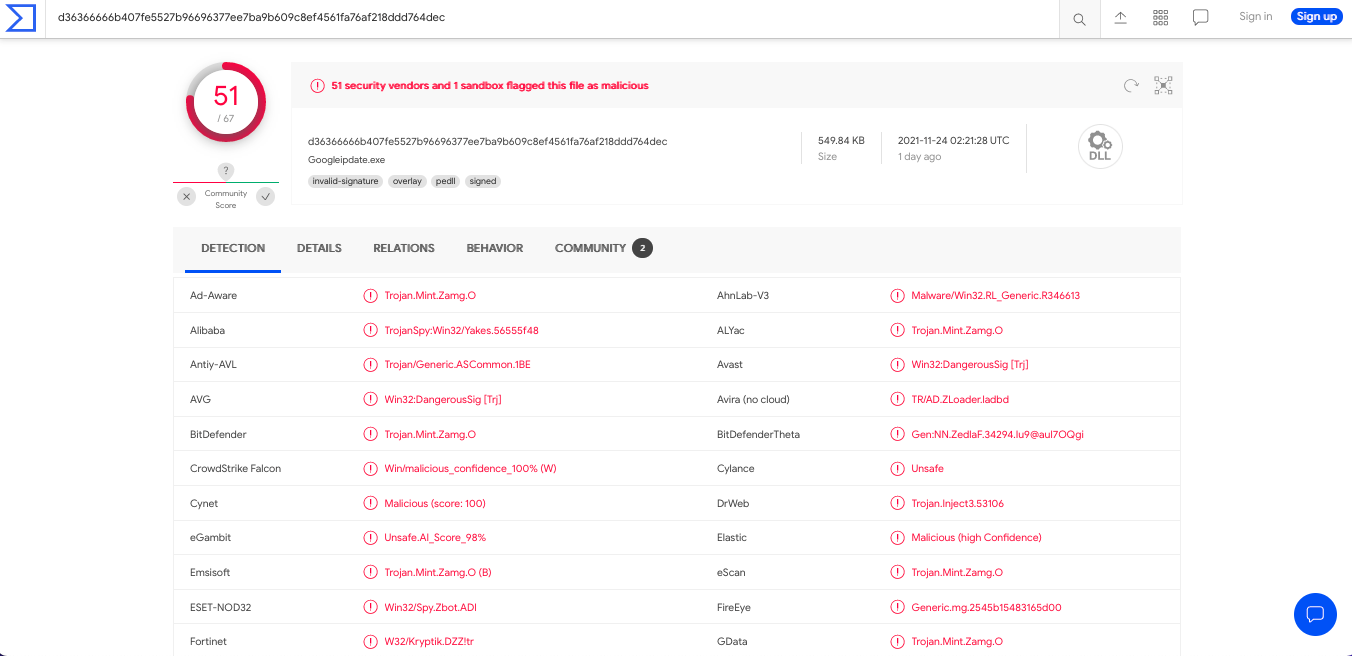 d36366666b407fe5527b96696377ee7ba9b609c8ef4561fa76af218ddd764dec
Sign in
Sign up
51
/ 67
51 security vendors and 1 sandbox flagged this file as malicious
d36366666b407fe5527b96696377ee7ba9b609c8ef4561fa76af218ddd764dec
Googleipdate.exe
invalid-signature overlay pedll signed
549.84 KB
Size
2021-11-24 02:21:28 UTC
1 day ago
DLL
?
Community
Score
DETECTION DETAILS RELATIONS BEHAVIOR COMMUNITY 2
Ad-Aware Trojan.Mint.Zamg.O AhnLab-V3 Malware/Win32.RL_Generic.R346613
Alibaba TrojanSpy:Win32/Yakes.56555f48 ALYac Trojan.Mint.Zamg.O
Antiy-AVL Trojan/Generic.ASCommon.1BE Avast Win32:DangerousSig [Trj]
AVG Win32:DangerousSig [Trj] Avira (no cloud) TR/AD.ZLoader.ladbd
BitDefender Trojan.Mint.Zamg.O BitDefenderTheta Gen:NN.ZedlaF.34294.lu9@aul7OQgi
CrowdStrike Falcon Win/malicious_confidence_100% (W) Cylance Unsafe
Cynet Malicious (score: 100) DrWeb Trojan.Inject3.53106
eGambit Unsafe.AI_Score_98% Elastic Malicious (high Confidence)
Emsisoft Trojan.Mint.Zamg.O (B) eScan Trojan.Mint.Zamg.O
ESET-NOD32 Win32/Spy.Zbot.ADI FireEye Generic.mg.2545b15483165d00
Fortinet W32/Kryptik.DZZ!tr GData Trojan.Mint.Zamg.O